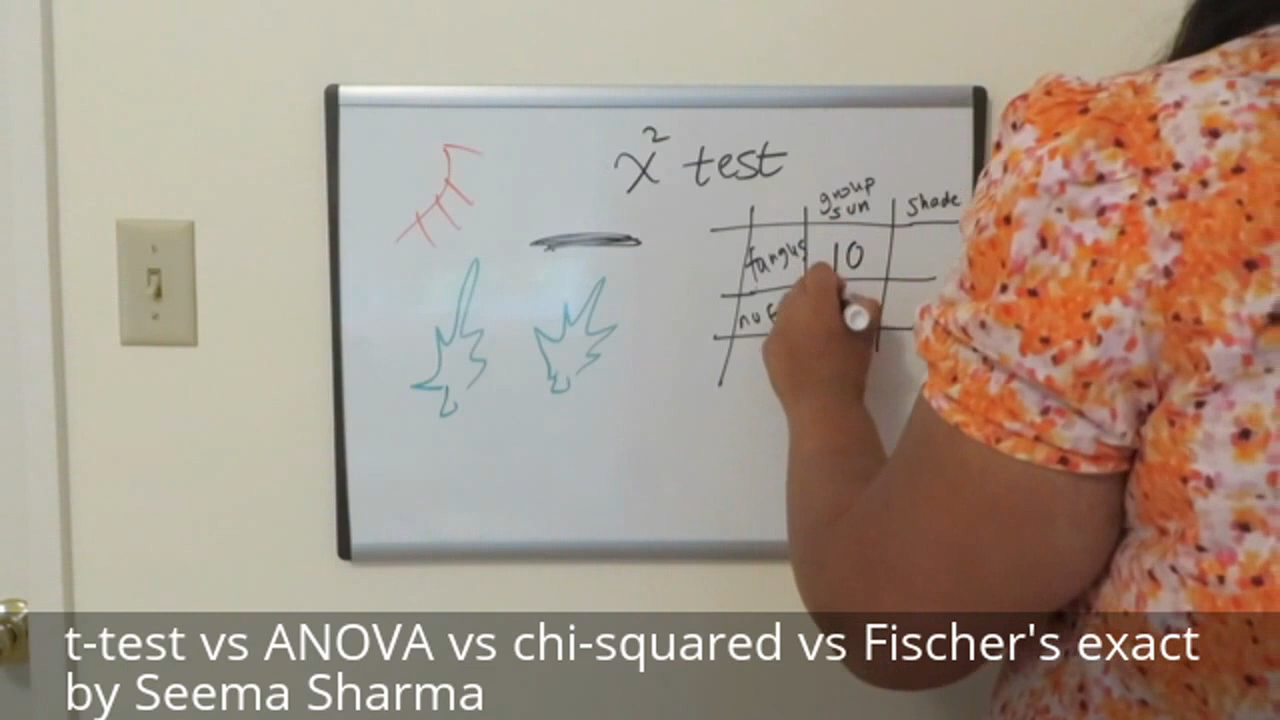 χ² test
group
sun
shade
fungus 10
no
t-test vs ANOVA vs chi-squared vs Fischer's exact
by Seema Sharma